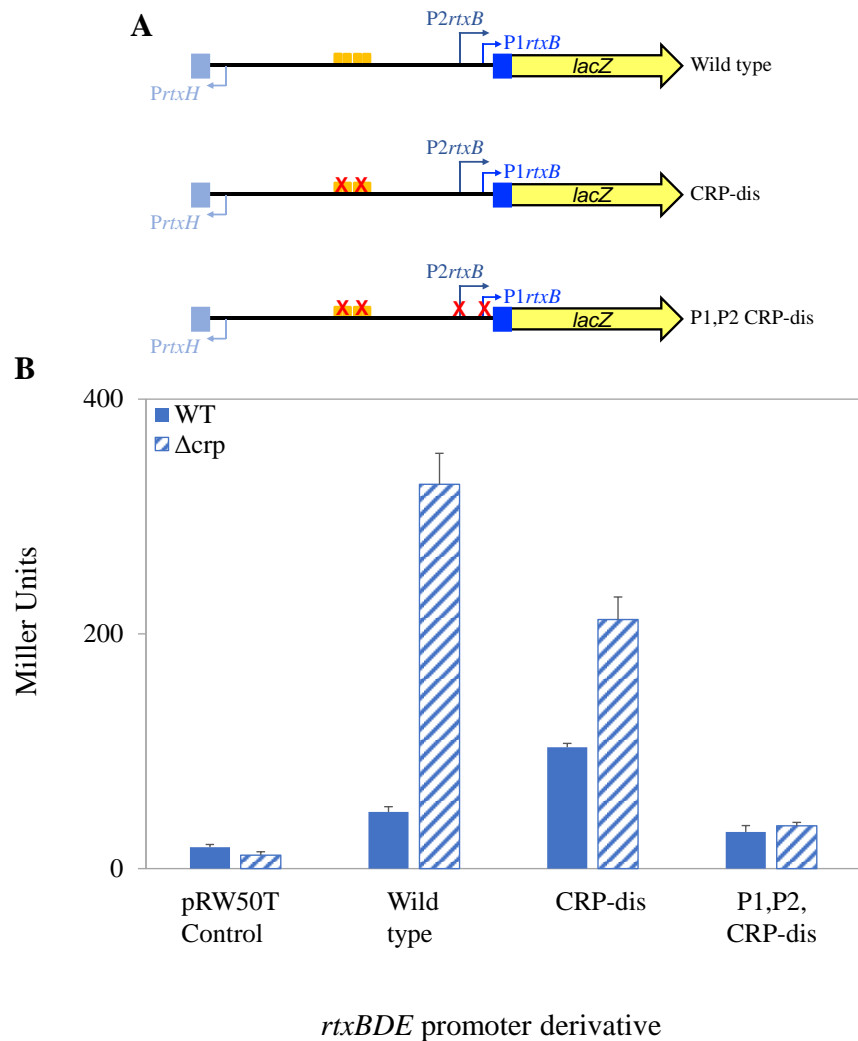 A
P2rtxB
P1rtxB
lacZ
Wild type
PrtxH
P2rtxB
P1rtxB
lacZ
CRP-dis
X X
PrtxH
P2rtxB
P1rtxB
X X X X
lacZ
P1,P2 CRP-dis
PrtxH
B
400
WT
Δcrp
200
0
Miller Units
pRW50T
Control
Wild
type
CRP-dis
P1,P2,
CRP-dis
rtxBDE promoter derivative